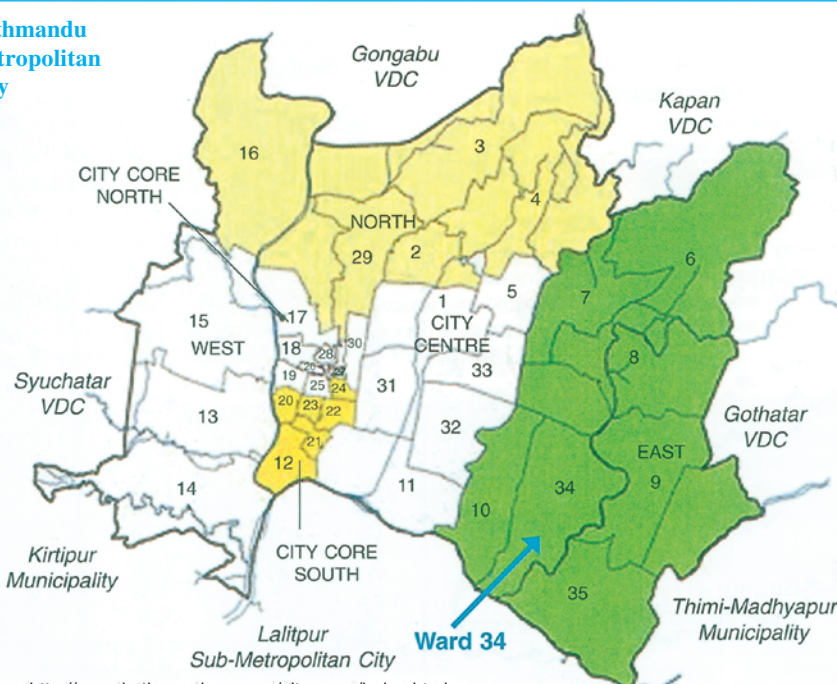 thmandu
tropolitan
y
Gongabu
VDC
Kapan
VDC
16
3
CITY CORE
NORTH
4
NORTH
29
2
6
7
5
1
CITY
CENTRE
17
15
WEST
18
28
30
8
33
19
25
24
31
Syuchatar
VDC
20
23
22
13
32
Gothatar
VDC
21
EAST
9
12
14
11
34
10
CITY CORE
SOUTH
Kirtipur
Municipality
35
Thimi-Madhyapur
Municipality
Ward 34
Lalitpur
Sub-Metropolitan City